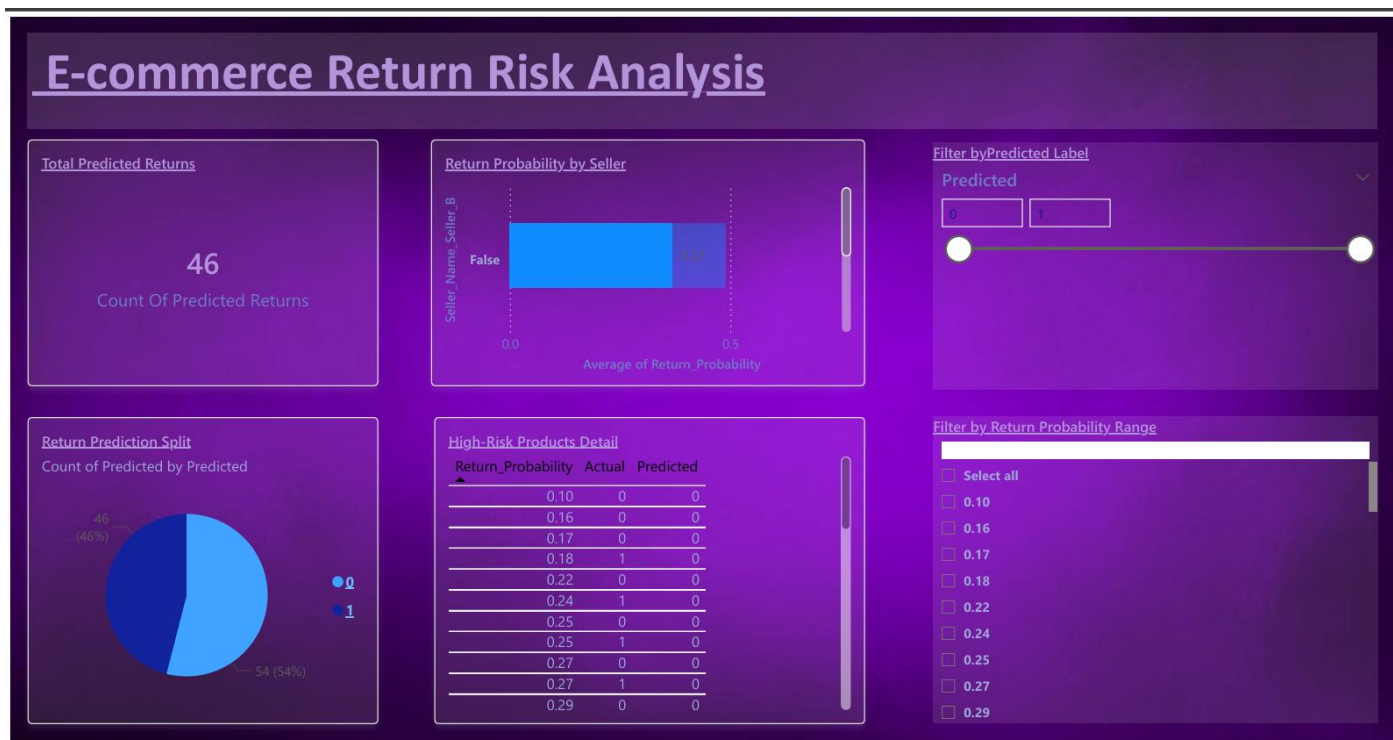 E-commerce Return Risk Analysis
Total Predicted Returns
46
Count Of Predicted Returns
Return Probability by Seller
Seller_Name_Seller_B
False
0.0
0.5
Average of Return_Probability
Filter byPredicted Label
Predicted
0
1
Return Prediction Split
Count of Predicted by Predicted
46
(46%)
0
1
54 (54%)
High-Risk Products Detail
Return_Probability Actual Predicted
0.10 0 0
0.16 0 0
0.17 0 0
0.18 1 0
0.22 0 0
0.24 1 0
0.25 0 0
0.25 1 0
0.27 0 0
0.27 1 0
0.29 0 0
Filter by Return Probability Range
Select all
0.10
0.16
0.17
0.18
0.22
0.24
0.25
0.27
0.29